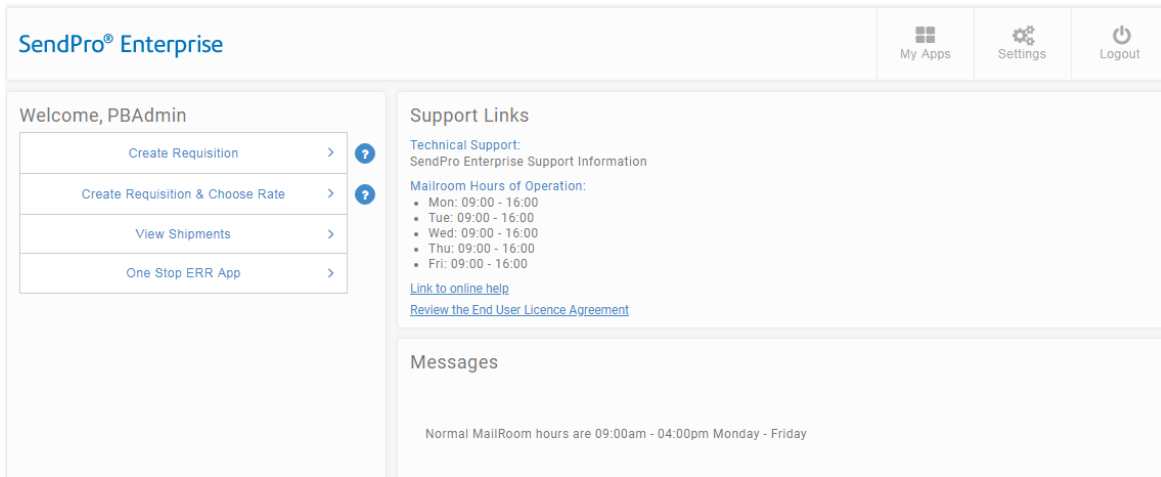 SendPro® Enterprise
My Apps
Settings
Logout
Welcome, PBAdmin
Create Requisition
?
Create Requisition & Choose Rate
?
View Shipments
One Stop ERR App
Support Links
Technical Support:
SendPro Enterprise Support Information
Mailroom Hours of Operation:
• Mon: 09:00 - 16:00
• Tue: 09:00 - 16:00
• Wed: 09:00 - 16:00
• Thu: 09:00 - 16:00
• Fri: 09:00 - 16:00
Link to online help
Review the End User Licence Agreement
Messages
Normal MailRoom hours are 09:00am - 04:00pm Monday - Friday